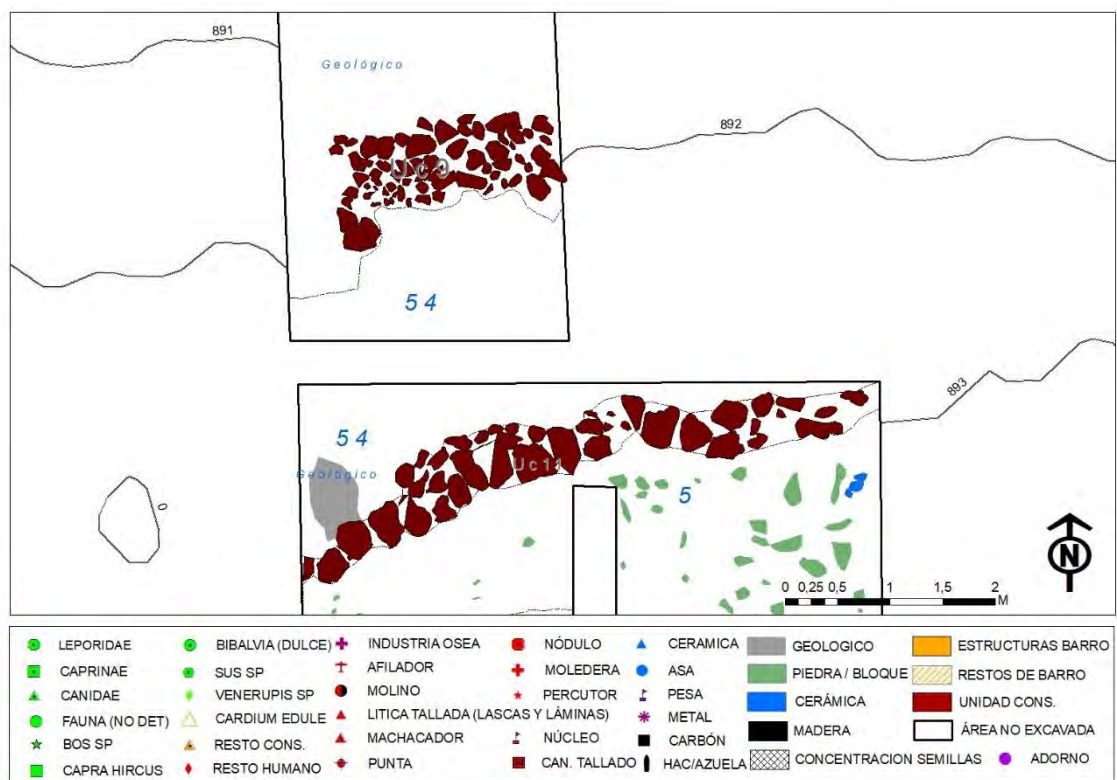 891
Geológico
892
Uc9
54
893
54
Geológico
Uc11
5
0
N
0 0,25 0,5 1 1,5 2
M
LEPORIDAE
CAPRINAE
CANIDAE
FAUNA (NO DET)
BOS SP
CAPRA HIRCUS
BIBALVIA (DULCE)
SUS SP
VENERUPIS SP
CARDIUM EDULE
RESTO CONS.
RESTO HUMANO
INDUSTRIA OSEA
AFILADOR
MOLINO
LITICA TALLADA (LASCAS Y LÁMINAS)
MACHACADOR
PUNTA
NÓDULO
MOLEDERA
PERCUTOR
NÚCLEO
CAN. TALLADO
CERAMICA
ASA
PESA
METAL
CARBÓN
HAC/AZUELA
GEOLOGICO
PIEDRA / BLOQUE
CERÁMICA
MADERA
CONCENTRACION SEMILLAS
ESTRUCTURAS BARRO
RESTOS DE BARRO
UNIDAD CONS.
ÁREA NO EXCAVADA
ADORNO